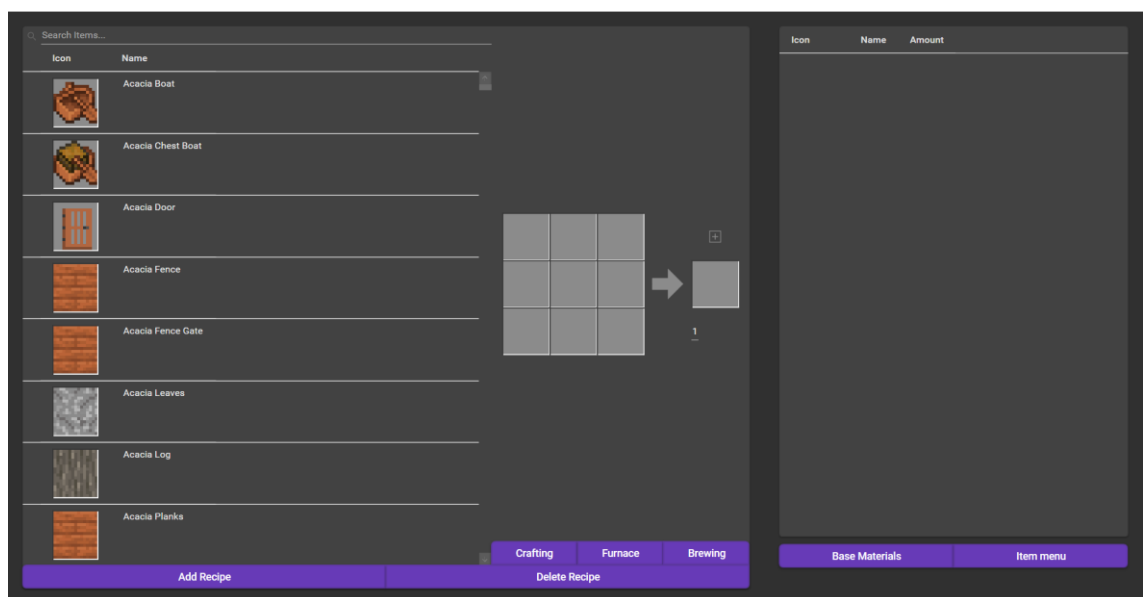 Search Items...
Icon Name
Acacia Boat
Acacia Chest Boat
Acacia Door
Acacia Fence
Acacia Fence Gate
Acacia Leaves
Acacia Log
Acacia Planks
1
Crafting Furnace Brewing
Add Recipe Delete Recipe
Icon Name Amount
Base Materials Item menu